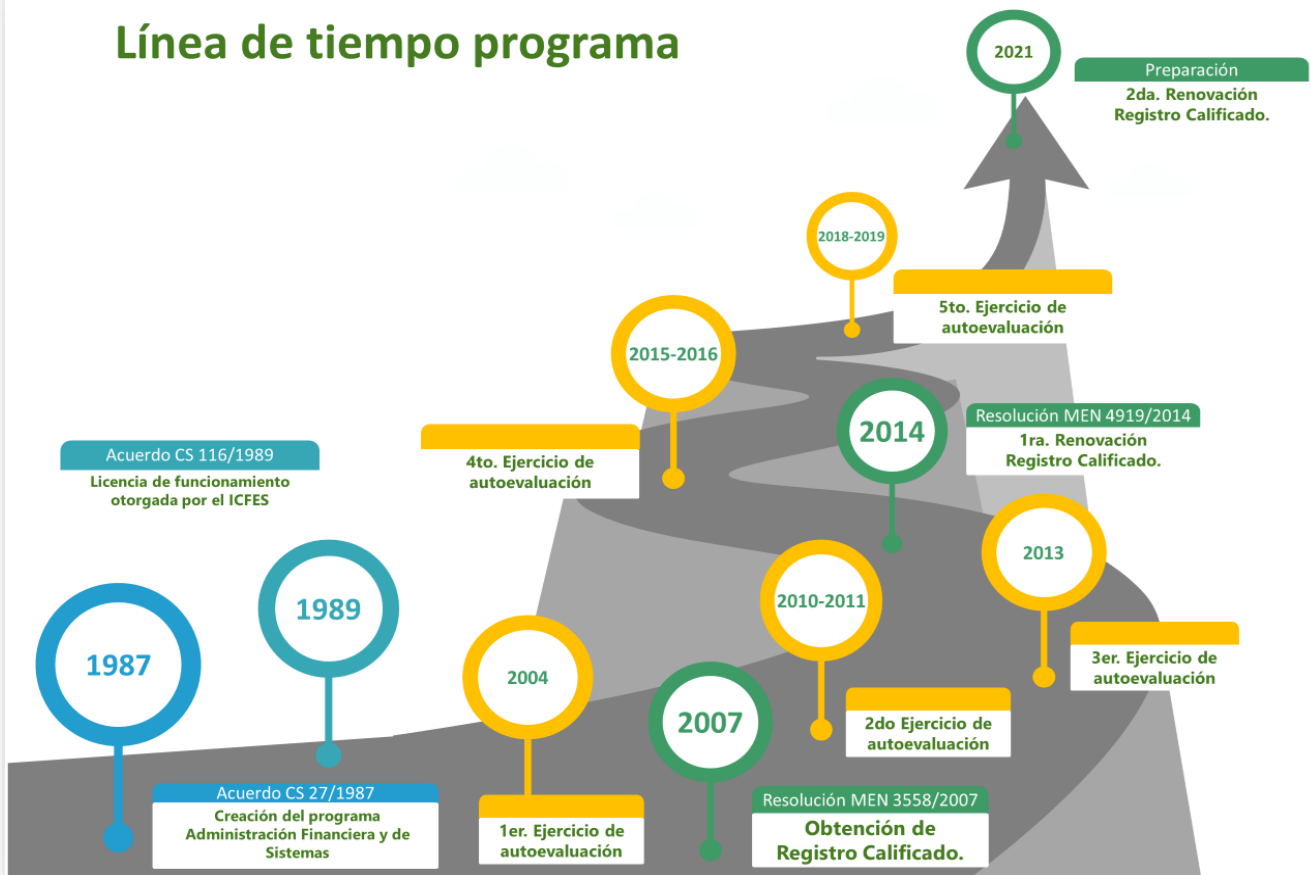 Línea de tiempo programa
1987
Acuerdo CS 27/1987
Creación del programa
Administración Financiera y de
Sistemas
1989
Acuerdo CS 116/1989
Licencia de funcionamiento
otorgada por el ICFES
2004
1er. Ejercicio de
autoevaluación
2007
Resolución MEN 3558/2007
Obtención de
Registro Calificado.
2010-2011
2do Ejercicio de
autoevaluación
2013
3er. Ejercicio de
autoevaluación
2014
Resolución MEN 4919/2014
1ra. Renovación
Registro Calificado.
2015-2016
4to. Ejercicio de
autoevaluación
2018-2019
5to. Ejercicio de
autoevaluación
2021
Preparación
2da. Renovación
Registro Calificado.